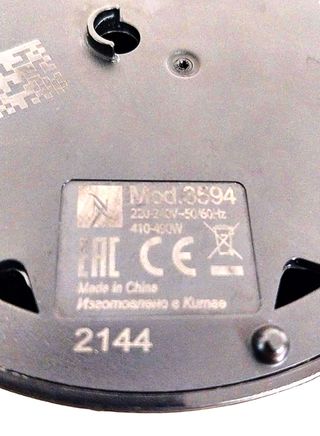 Mod.3594
220-240V~50/60Hz
410-490W
EAC CE
Made in China
Изготовлено в Китае
2144